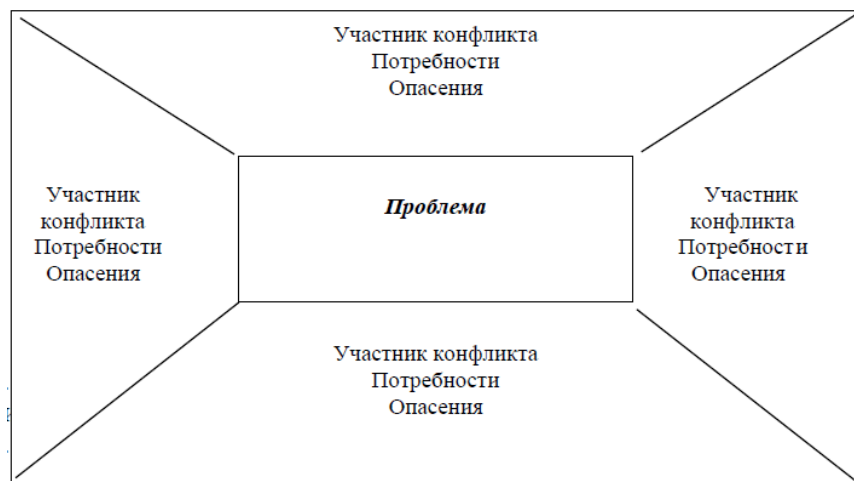 Участник конфликта
Потребности
Опасения
Участник
конфликта
Потребности
Опасения
Проблема
Участник
конфликта
Потребности
Опасения
Участник конфликта
Потребности
Опасения